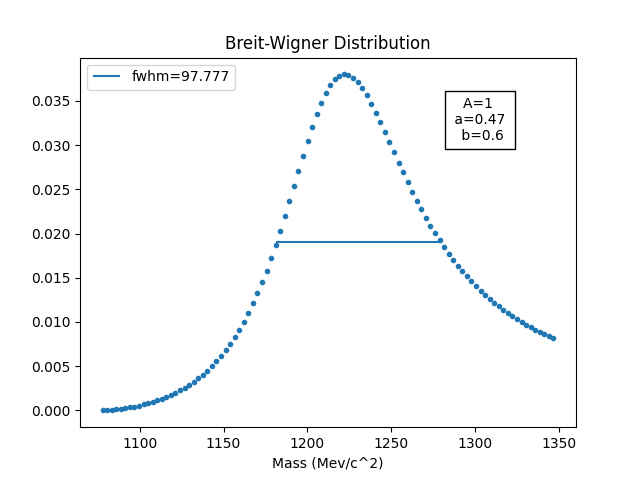 Breit-Wigner Distribution
fwhm=97.777
A=1
a=0.47
b=0.6
0.035
0.030
0.025
0.020
0.015
0.010
0.005
0.000
1100 1150 1200 1250 1300 1350
Mass (Mev/c^2)